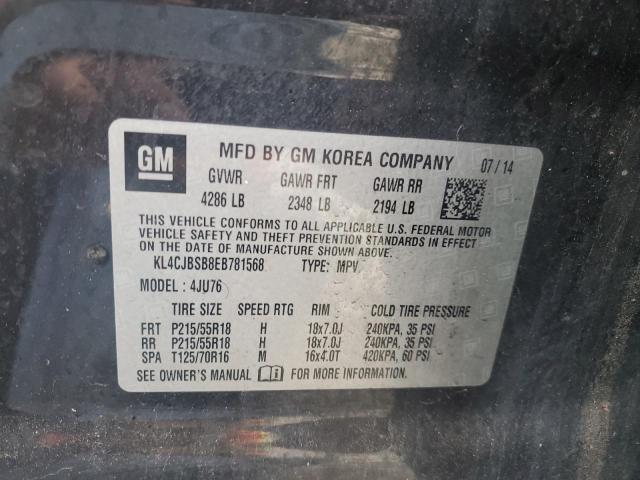 GM
MFD BY GM KOREA COMPANY 07/14
GVWR GAWR FRT GAWR RR
4286 LB 2348 LB 2194 LB
THIS VEHICLE CONFORMS TO ALL APPLICABLE U.S. FEDERAL MOTOR
VEHICLE SAFETY AND THEFT PREVENTION STANDARDS IN EFFECT
ON THE DATE OF MANUFACTURE SHOWN ABOVE.
KL4CJBSB8EB781568 TYPE: MPV
MODEL : 4JU76
TIRE SIZE SPEED RTG RIM COLD TIRE PRESSURE
FRT P215/55R18 H 18x7.0J 240KPA, 35 PSI
RR P215/55R18 H 18x7.0J 240KPA, 35 PSI
SPA T125/70R16 M 16x4.0T 420KPA, 60 PSI
SEE OWNER'S MANUAL FOR MORE INFORMATION.